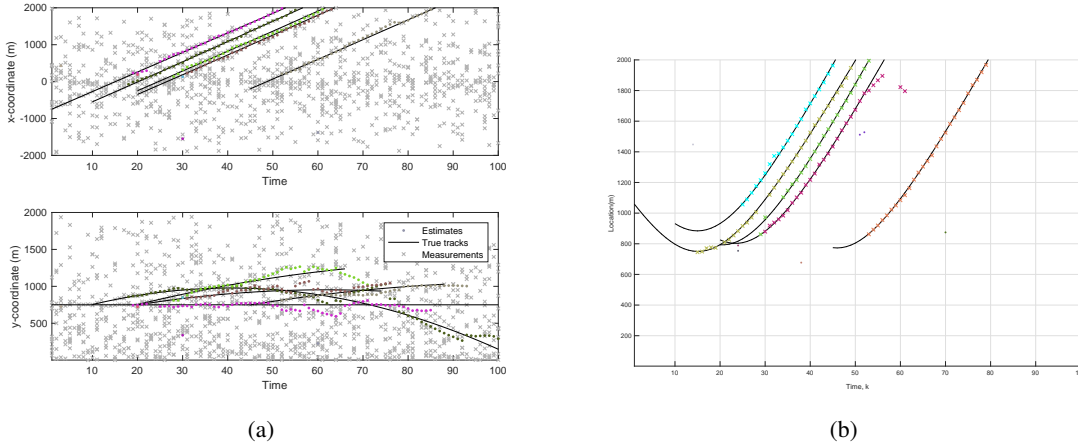 2000
1000
0
-1000
-2000
x-coordinate (m)
10 20 30 40 50 60 70 80 90 100
Time
2000
1500
1000
500
y-coordinate (m)
Estimates
True tracks
Measurements
10 20 30 40 50 60 70 80 90 100
Time
(a)
2000
1800
1600
1400
1200
1000
800
600
400
200
Location(m)
10 20 30 40 50 60 70 80 90 100
Time, k
(b)